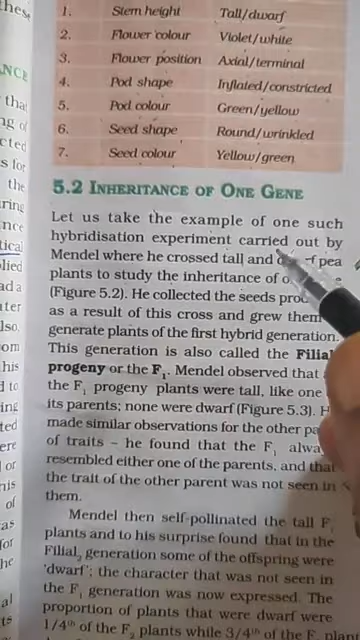 these
1. Stem height Tall/dwarf
2. Flower colour Violet/white
3. Flower position Axial/terminal
4. Pod shape Inflated/constricted
5. Pod colour Green/yellow
6. Seed shape Round/wrinkled
7. Seed colour Yellow/green
5.2 INHERITANCE OF ONE GENE
Let us take the example of one such
hybridisation experiment carried out by
Mendel where he crossed tall and pea
plants to study the inheritance of
(Figure 5.2). He collected the seeds
as a result of this cross and grew them
generate plants of the first hybrid generation.
This generation is also called the Filial
progeny or the F1. Mendel observed that
the F1 progeny plants were tall, like one
its parents; none were dwarf (Figure 5.3).
made similar observations for the other
of traits – he found that the F1
resembled either one of the parents, and that
the trait of the other parent was not seen in
them.
Mendel then self-pollinated the tall F1
plants and to his surprise found that in the
Filial2 generation some of the offspring were
'dwarf'; the character that was not seen in
the F1 generation was now expressed. The
proportion of plants that were dwarf were
1/4th of the F2 plants while 3/4th of the F2